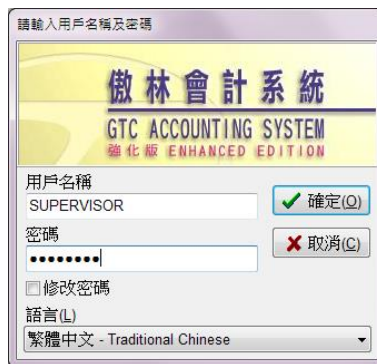 請輸入用戶名稱及密碼
傲林會計系統
GTC ACCOUNTING SYSTEM
強化版 ENHANCED EDITION
用戶名稱
SUPERVISOR
確定(O)
密碼
●●●●●●●●
取消(C)
修改密碼
語言(L)
繁體中文 - Traditional Chinese